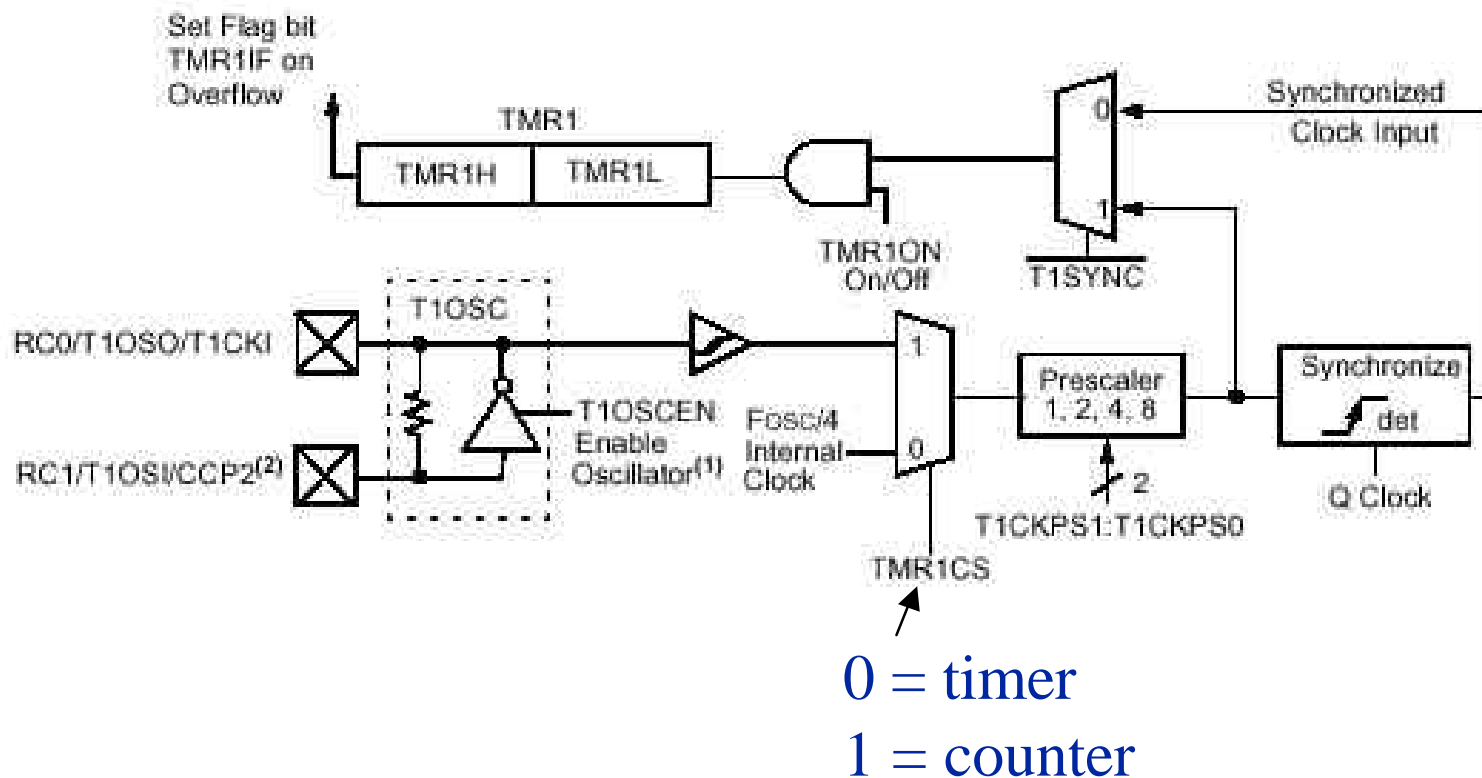 Set Flag bit
TMR1IF on
Overflow
TMR1
TMR1H
TMR1L
0
1
Synchronized
Clock Input
TMR1ON
On/Off
T1SYNC
T1OSC
RC0/T1OSO/T1CKI
1
Prescaler
1, 2, 4, 8
Synchronize
det
T1OSCEN
Enable
Oscillator(1)
FOSC/4
Internal
Clock
0
RC1/T1OSI/CCP2(2)
2
Q Clock
T1CKPS1:T1CKPS0
TMR1CS
0 = timer
1 = counter